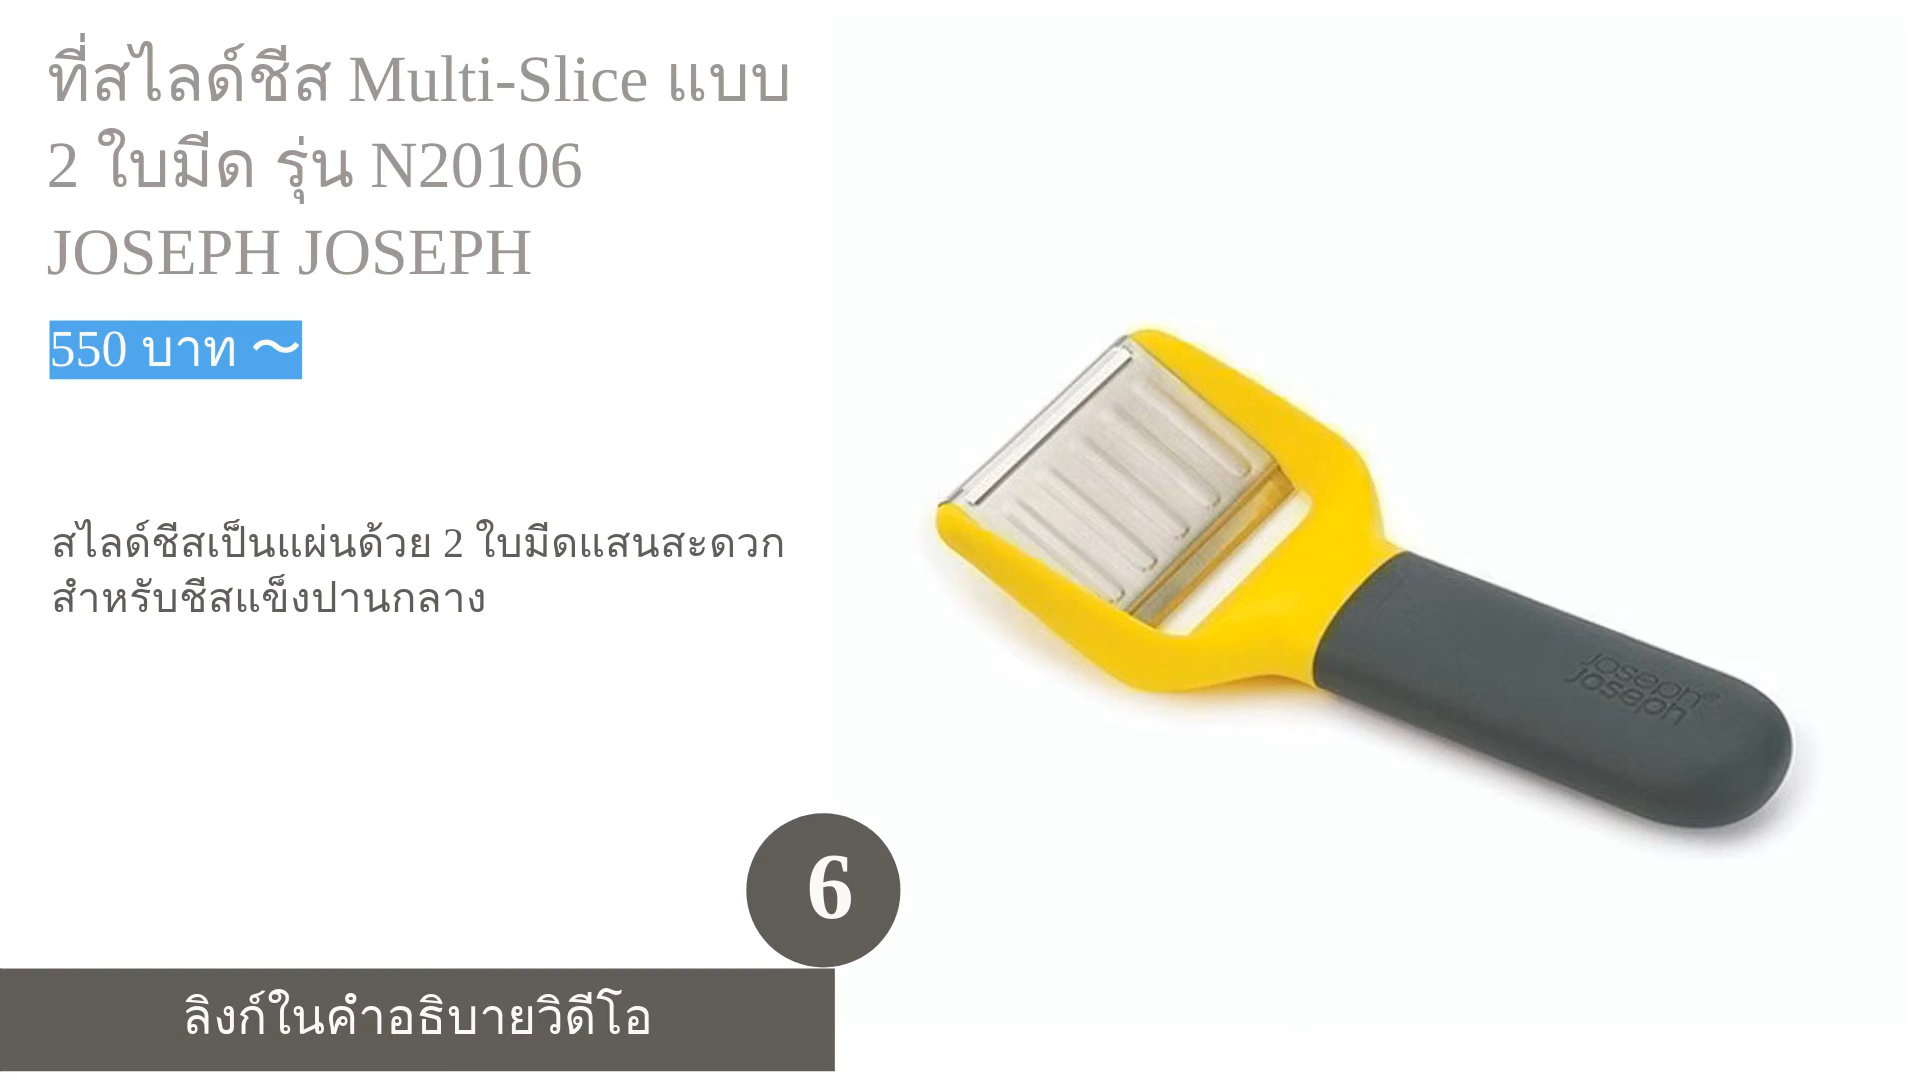 ที่สไลด์ชีส Multi-Slice แบบ
2 ใบมีด รุ่น N20106
JOSEPH JOSEPH
550 บาท ～
สไลด์ชีสเป็นแผ่นด้วย 2 ใบมีดแสนสะดวก
สำหรับชีสแข็งปานกลาง
joseph®
joseph
6
ลิงก์ในคำอธิบายวิดีโอ